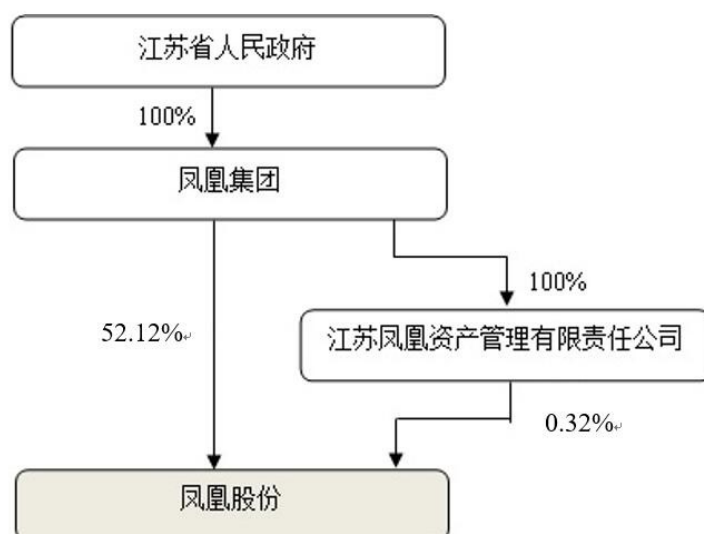 江苏省人民政府
100%
凤凰集团
100%
52.12%
江苏凤凰资产管理有限责任公司
0.32%
凤凰股份